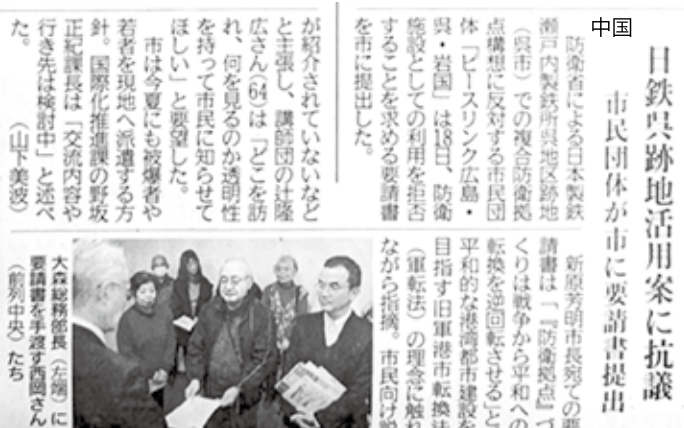 中国
日鉄呉跡地活用案に抗議
市民団体が市に要請書提出
防衛省による日本製鉄
瀬戸内製鉄所呉地区跡地
（呉市）での複合防衛拠
点構想に反対する市民団
体「ピースリンク広島・
呉・岩国」は18日、防衛
施設としての利用を拒否
することを求める要請書
を市に提出した。
新原芳明市長宛ての要
請書は「『防衛拠点』づ
くりは戦争から平和への
転換を逆回転させる」と
平和的な港湾都市建設を
目指す旧軍港市転換法
（軍転法）の理念に触れ
ながら指摘。市民向け説
が紹介されていないなど
と主張し、講師団の辻隆
広さん（64）は「どこを訪
れ、何を見るのか透明性
を持って市民に知らせて
ほしい」と要望した。
市は今夏にも被爆者や
若者を現地へ派遣する方
針。国際化推進課の野坂
正紀課長は「交流内容や
行き先は検討中」と述べ
た。
（山下美波）
大森総務部長（左端）に
要請書を手渡す西岡さん
（前列中央）たち